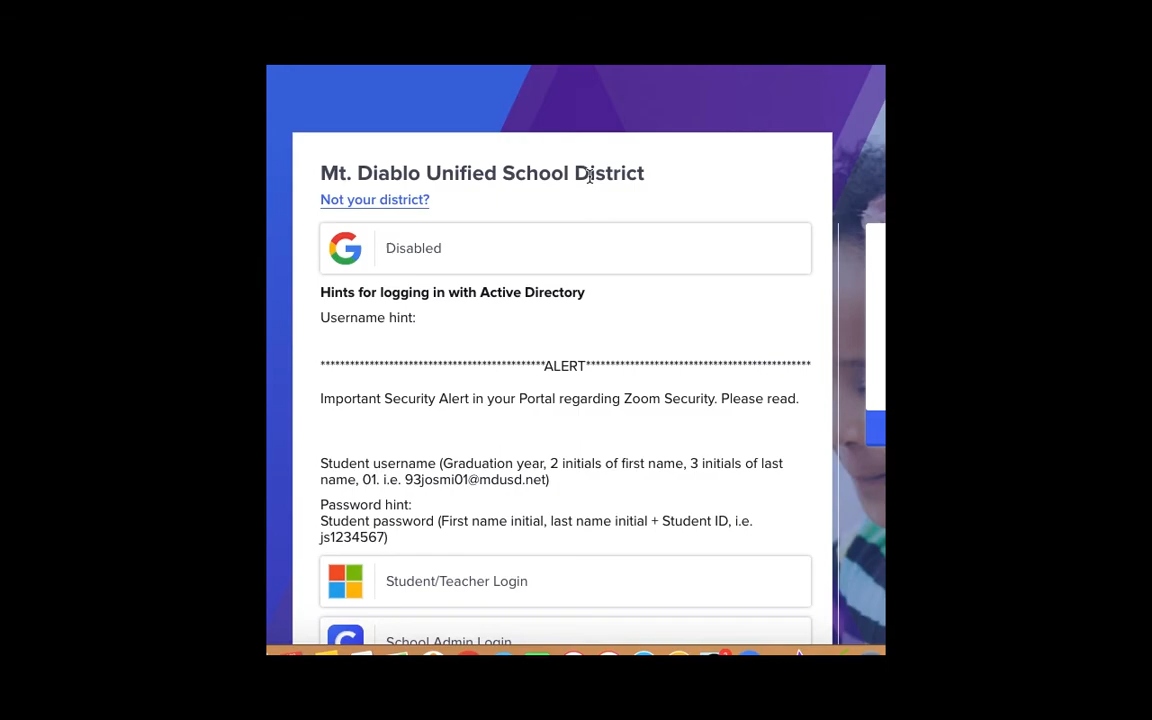 Mt. Diablo Unified School District
Not your district?
Disabled
Hints for logging in with Active Directory
Username hint:
*********************************************ALERT*********************************************
Important Security Alert in your Portal regarding Zoom Security. Please read.
Student username (Graduation year, 2 initials of first name, 3 initials of last
name, 01. i.e. 93josmi01@mdusd.net)
Password hint:
Student password (First name initial, last name initial + Student ID, i.e.
js1234567)
Student/Teacher Login
School Admin Login